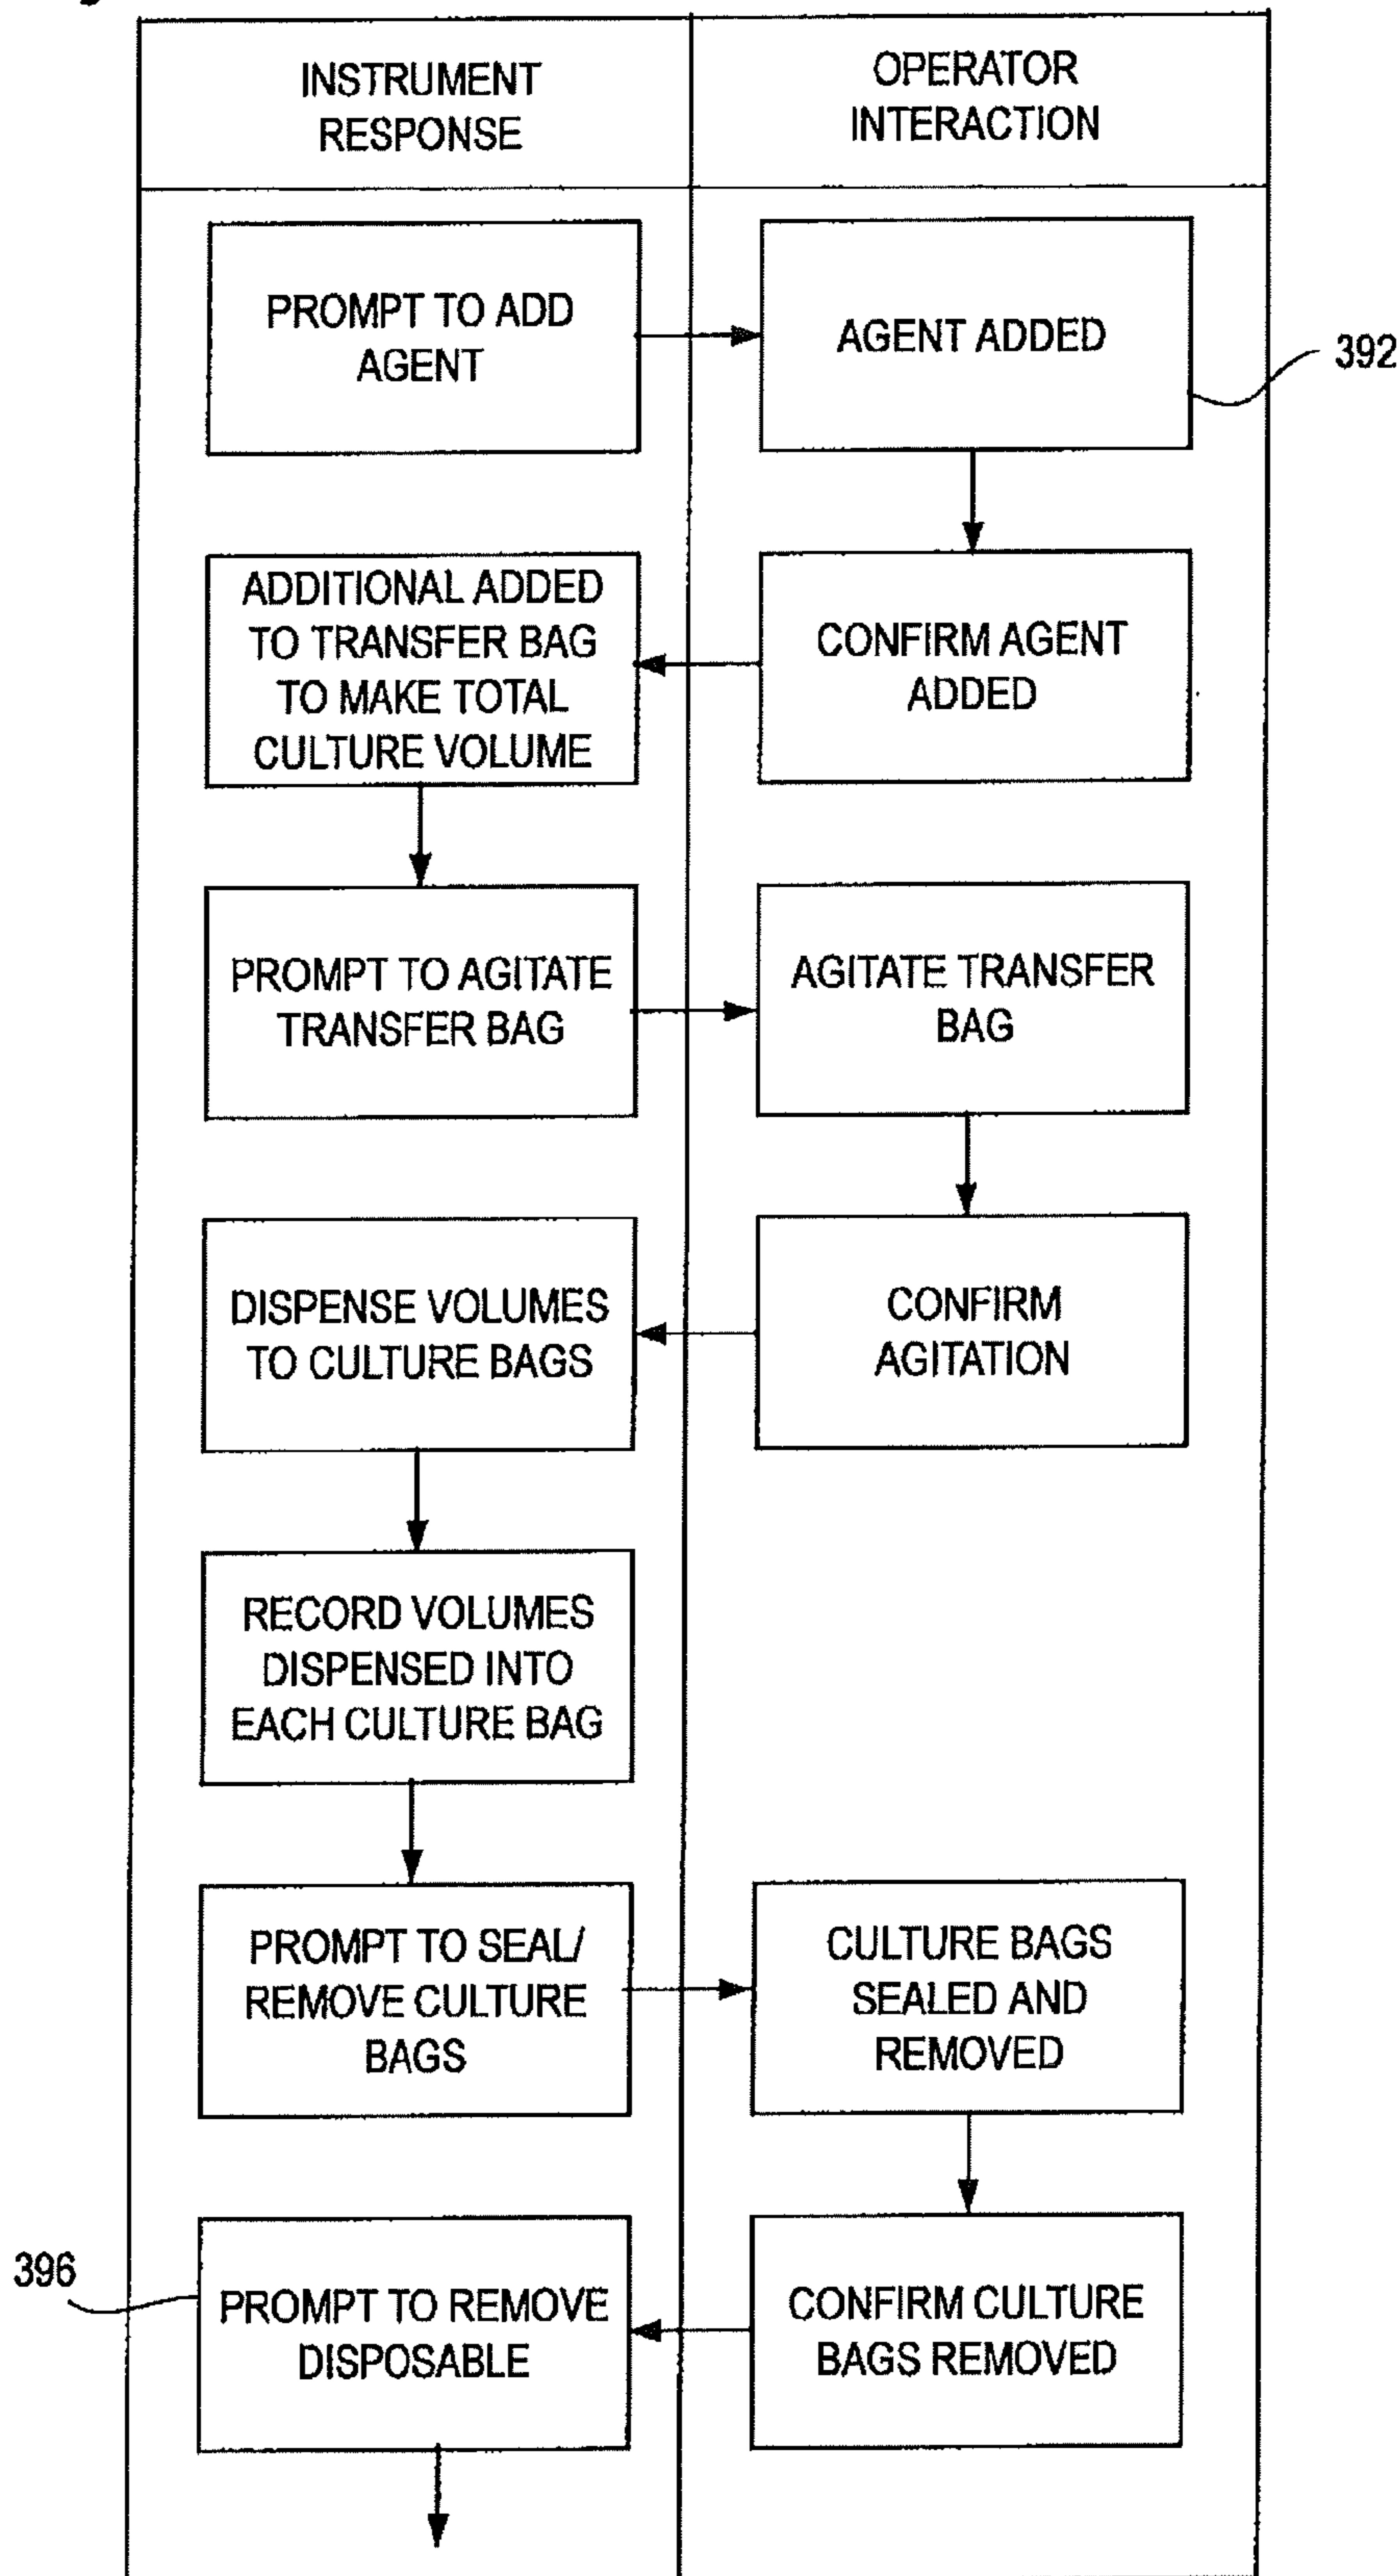 INSTRUMENT
RESPONSE
OPERATOR
INTERACTION
PROMPT TO ADD
AGENT
AGENT ADDED
392
ADDITIONAL ADDED
TO TRANSFER BAG
TO MAKE TOTAL
CULTURE VOLUME
CONFIRM AGENT
ADDED
PROMPT TO AGITATE
TRANSFER BAG
AGITATE TRANSFER
BAG
DISPENSE VOLUMES
TO CULTURE BAGS
CONFIRM
AGITATION
RECORD VOLUMES
DISPENSED INTO
EACH CULTURE BAG
PROMPT TO SEAL/
REMOVE CULTURE
BAGS
CULTURE BAGS
SEALED AND
REMOVED
396
PROMPT TO REMOVE
DISPOSABLE
CONFIRM CULTURE
BAGS REMOVED